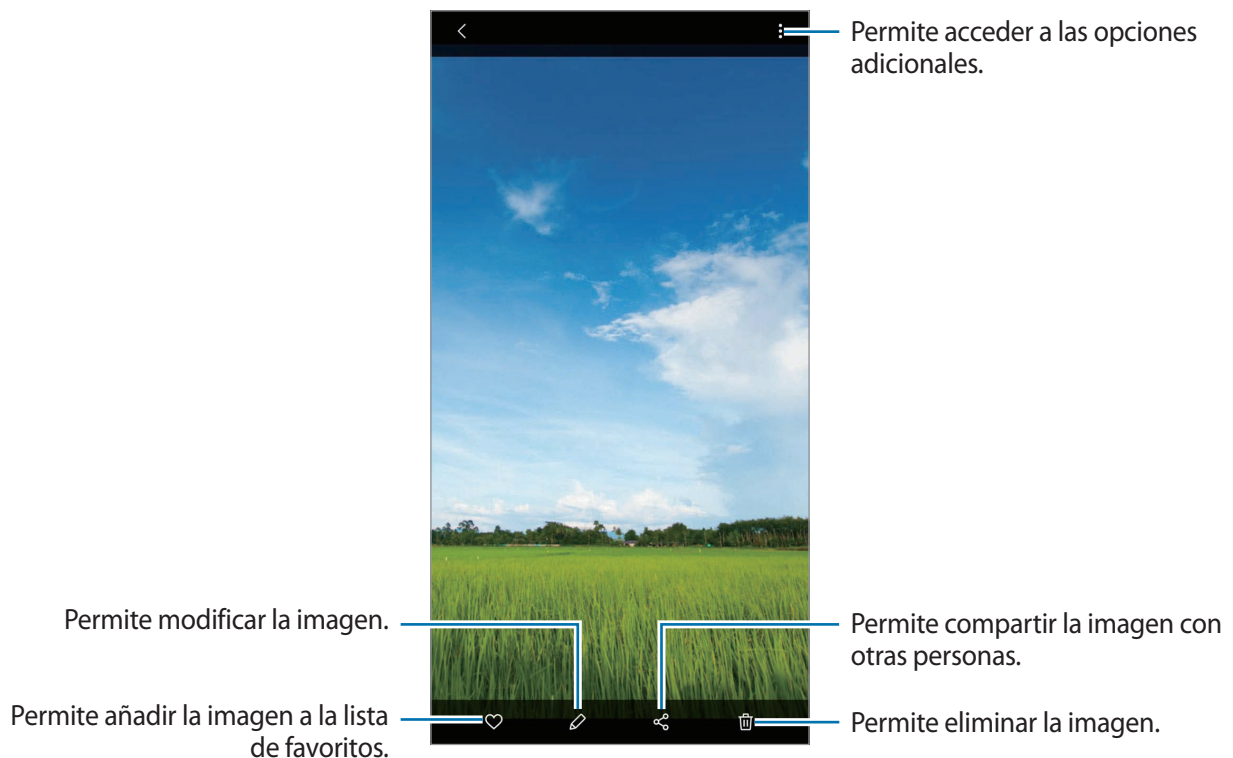 Permite acceder a las opciones
adicionales.
Permite modificar la imagen.
Permite compartir la imagen con
otras personas.
Permite añadir la imagen a la lista
de favoritos.
Permite eliminar la imagen.